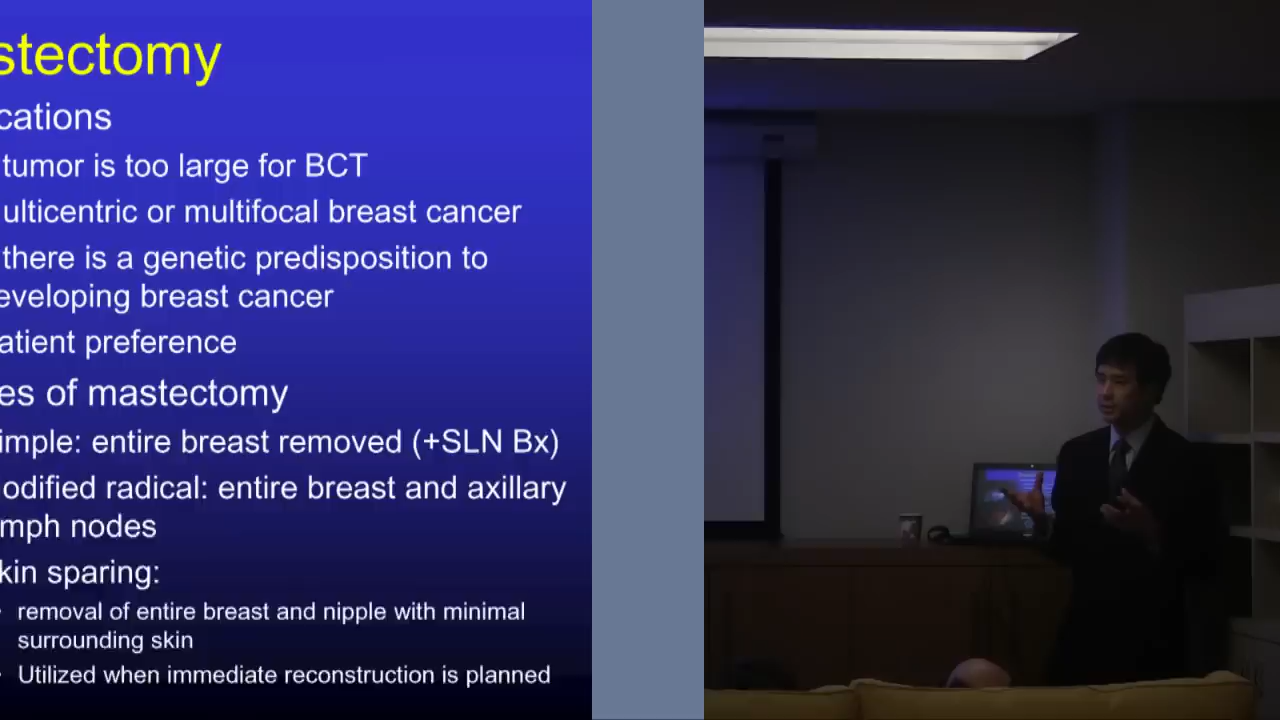 stectomy
cations
tumor is too large for BCT
ulticentric or multifocal breast cancer
there is a genetic predisposition to
eveloping breast cancer
atient preference
es of mastectomy
imple: entire breast removed (+SLN Bx)
odified radical: entire breast and axillary
mph nodes
kin sparing:
removal of entire breast and nipple with minimal
surrounding skin
Utilized when immediate reconstruction is planned